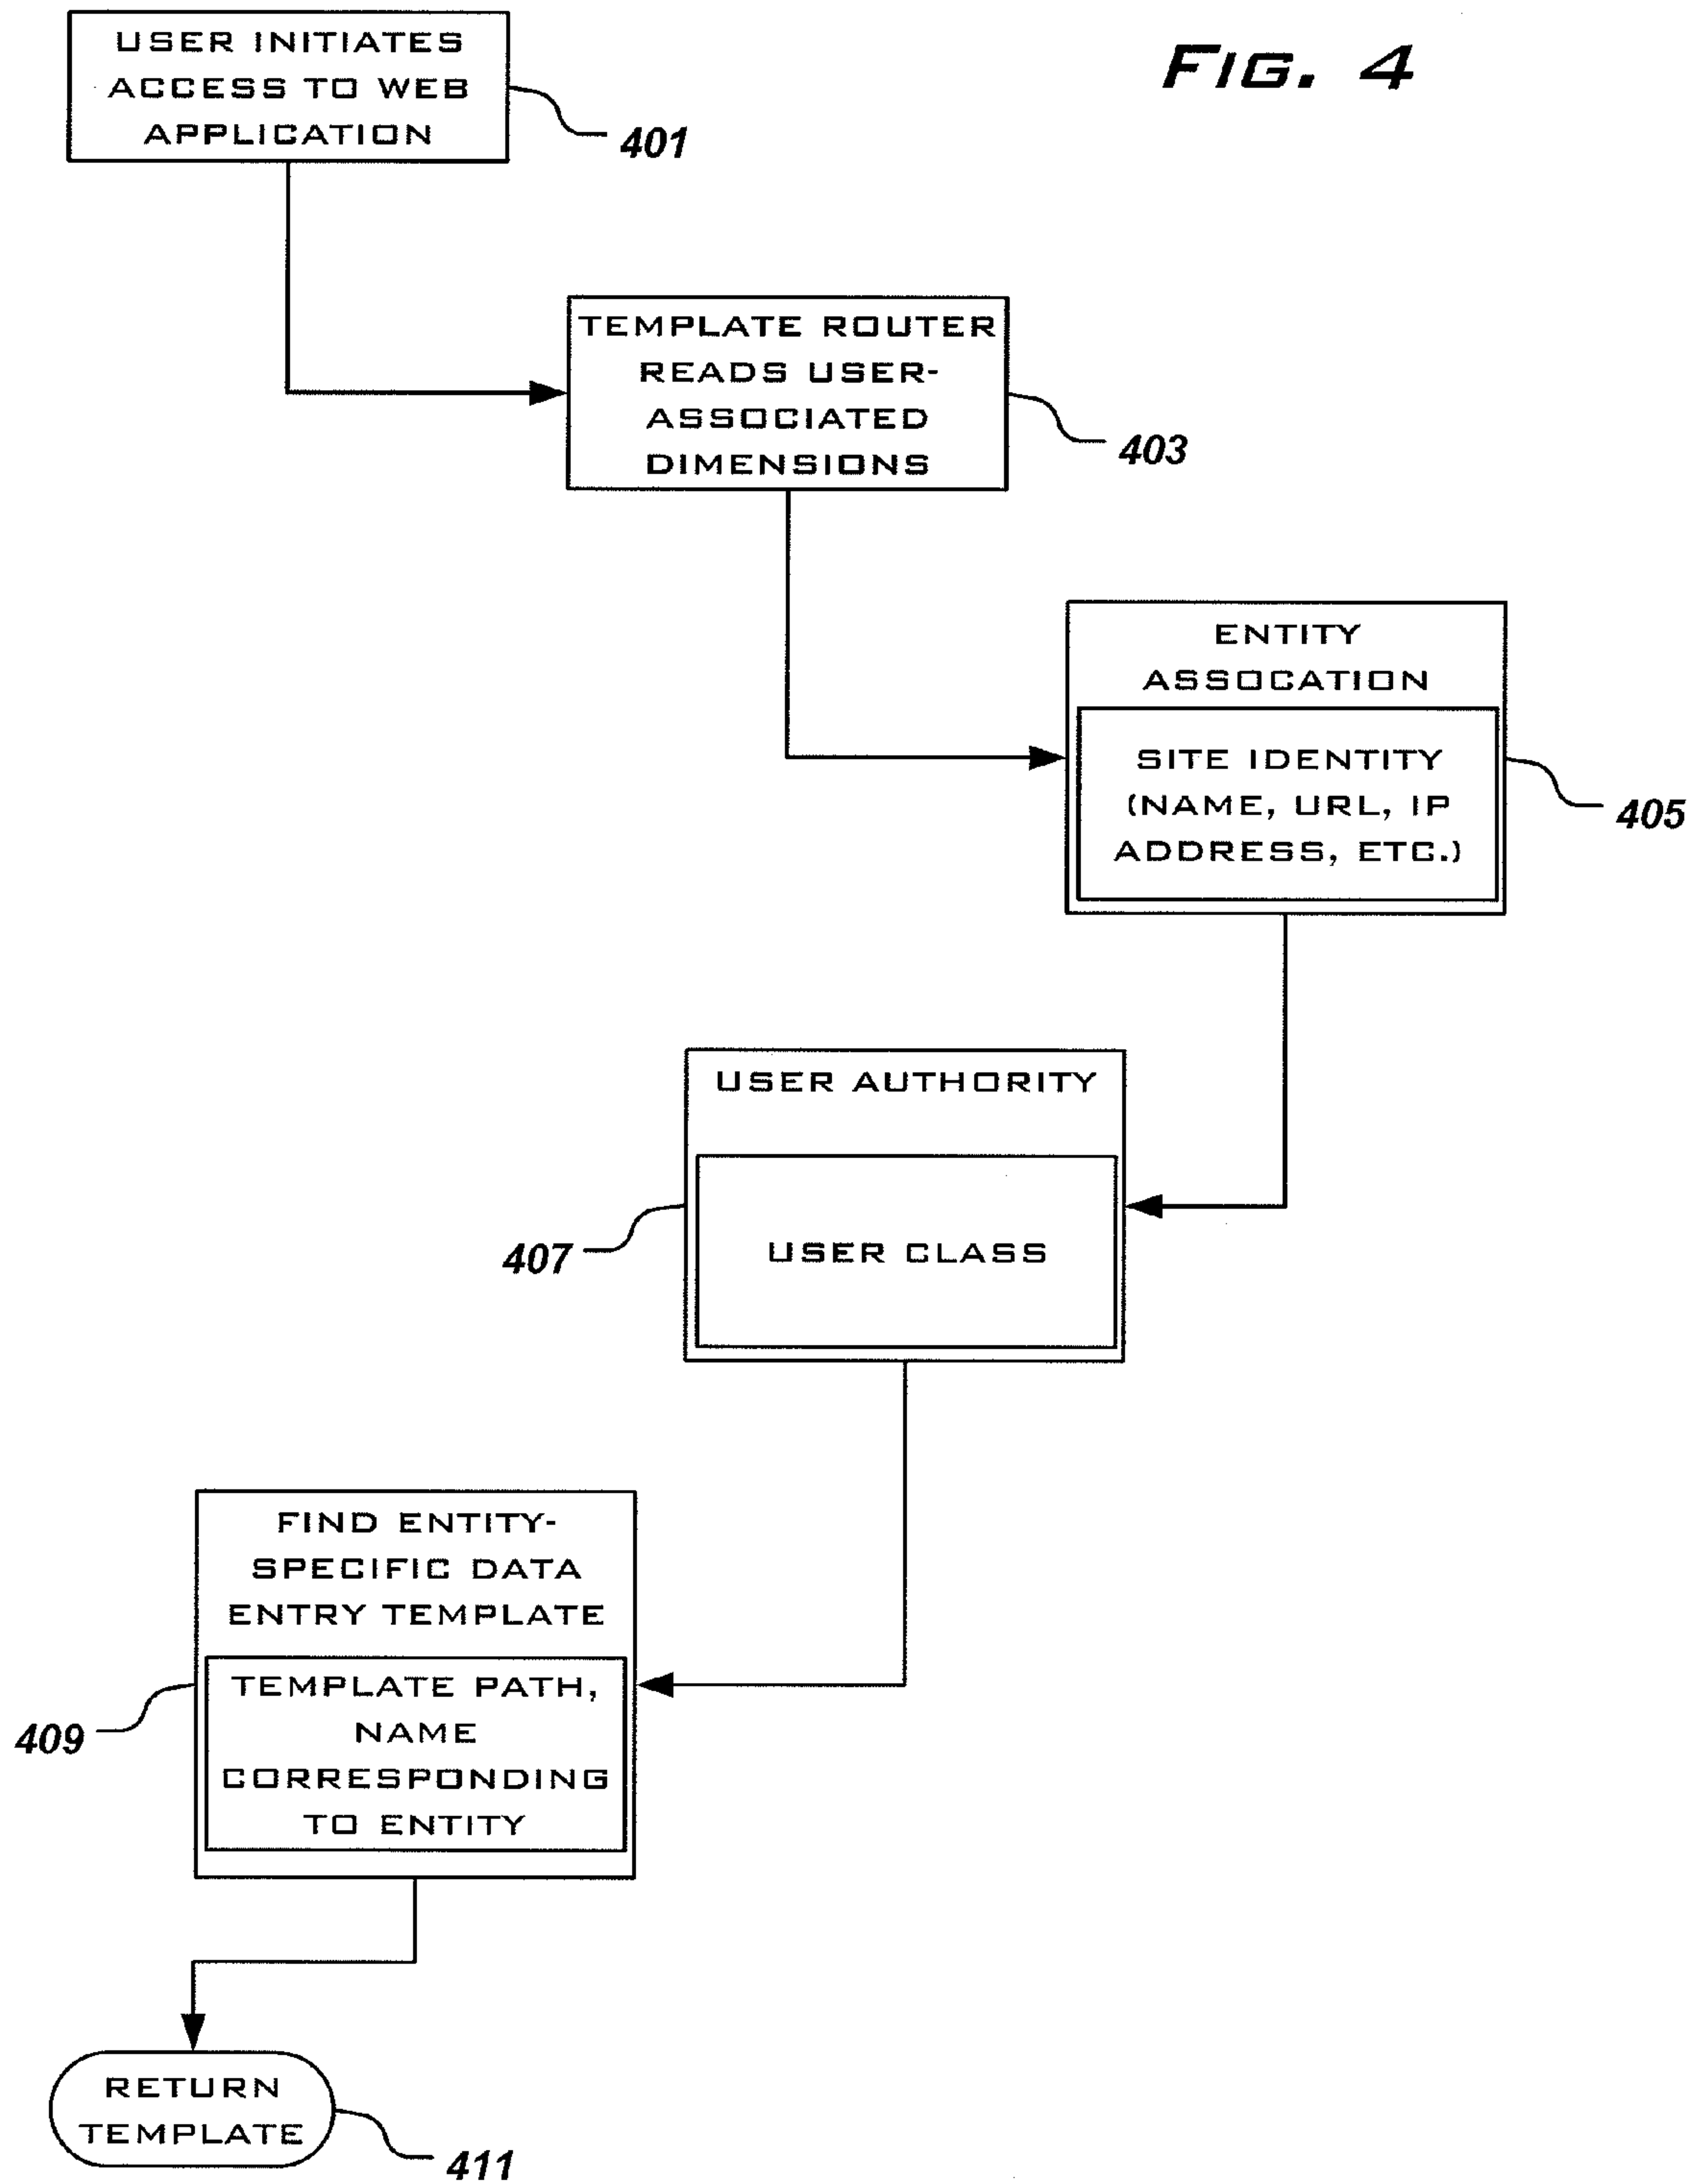 USER INITIATES
ACCESS TO WEB
APPLICATION
401
FIG. 4
TEMPLATE ROUTER
READS USER-
ASSOCIATED
DIMENSIONS
403
ENTITY
ASSOCATION
SITE IDENTITY
(NAME, URL, IP
ADDRESS, ETC.)
405
USER AUTHORITY
USER CLASS
407
FIND ENTITY-
SPECIFIC DATA
ENTRY TEMPLATE
TEMPLATE PATH,
NAME
CORRESPONDING
TO ENTITY
409
RETURN
TEMPLATE
411